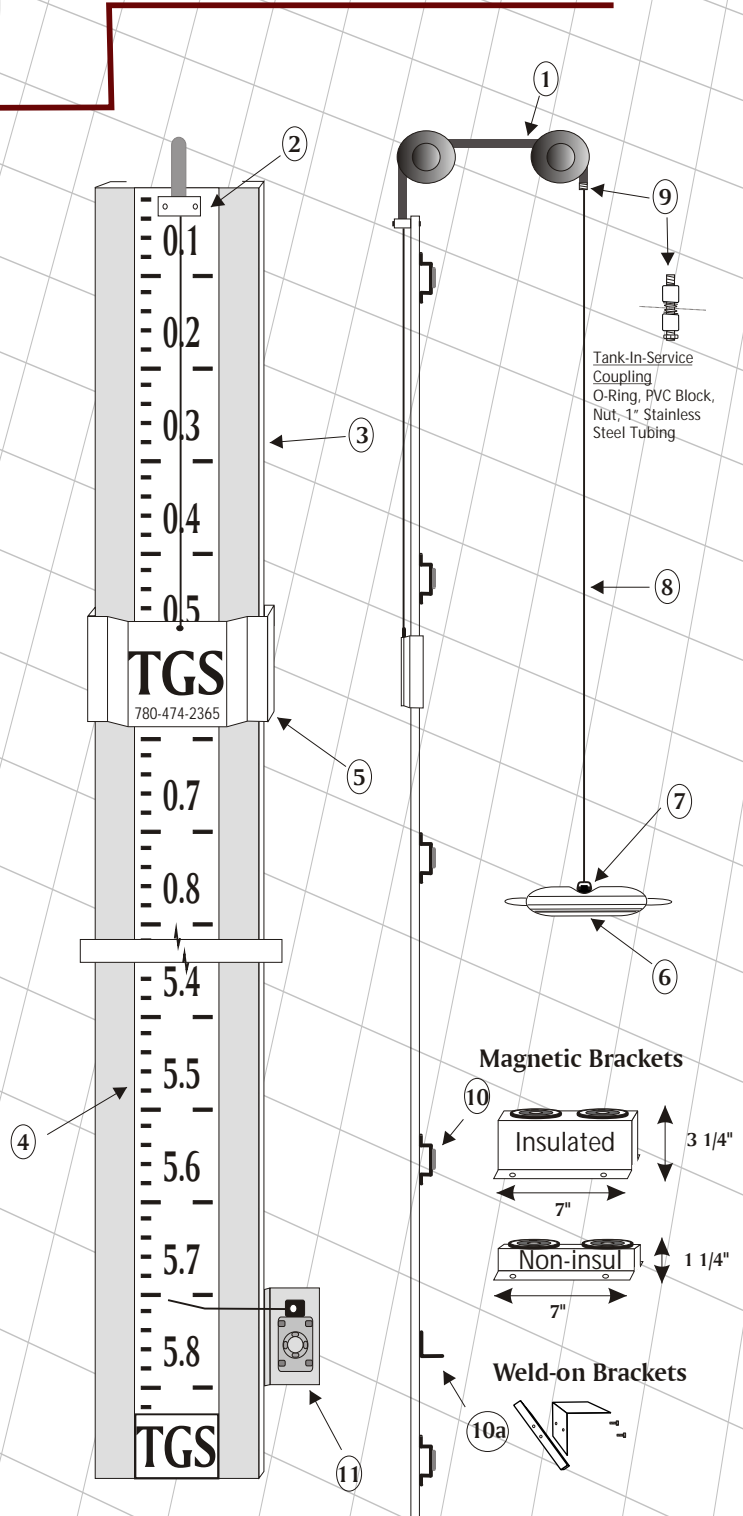 1
2
9
0.1
0.2
Tank-In-Service
Coupling
O-Ring, PVC Block,
Nut, 1" Stainless
Steel Tubing
0.3
3
0.4
8
0.5
TGS
780-474-2365
5
0.7
7
0.8
6
5.4
Magnetic Brackets
5.5
10
Insulated
3 1/4"
4
7"
5.6
5.7
Non-insul
1 1/4"
7"
5.8
Weld-on Brackets
10a
TGS
11